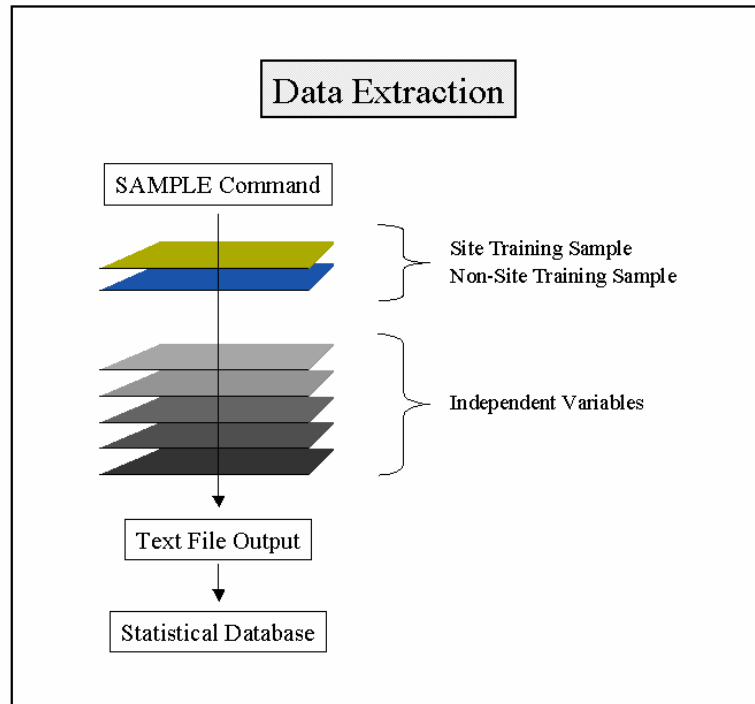 Data Extraction
SAMPLE Command
Site Training Sample
Non-Site Training Sample
Independent Variables
Text File Output
Statistical Database